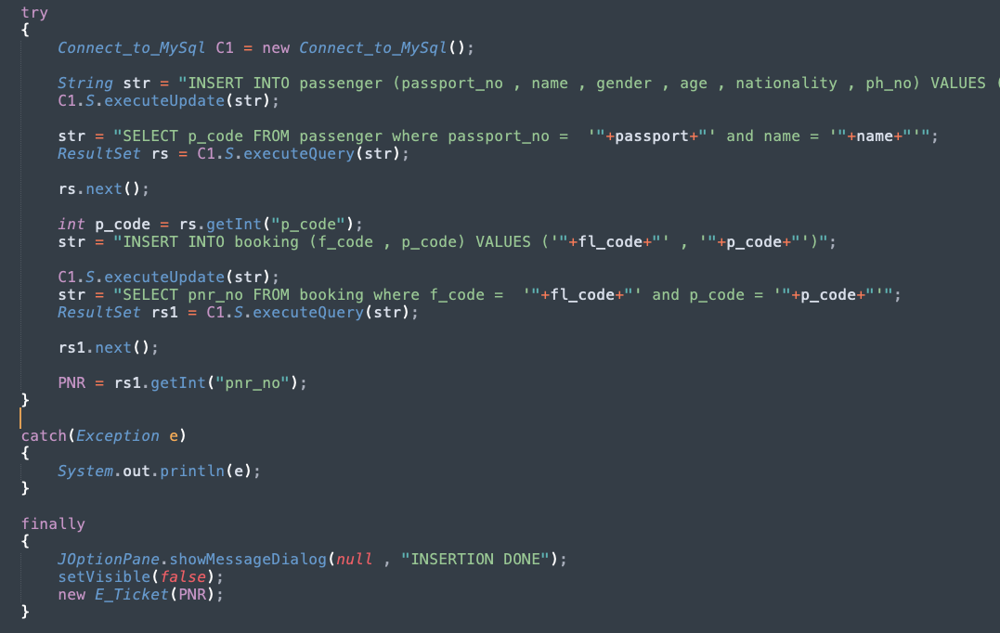 try
{
Connect_to_MySql C1 = new Connect_to_MySql();
String str = "INSERT INTO passenger (passport_no , name , gender , age , nationality , ph_no) VALUES (
C1.S.executeUpdate(str);
str = "SELECT p_code FROM passenger where passport_no =  '"+passport+"' and name = '"+name+"'";
ResultSet rs = C1.S.executeQuery(str);
rs.next();
int p_code = rs.getInt("p_code");
str = "INSERT INTO booking (f_code , p_code) VALUES ('"+fl_code+"' , '"+p_code+"')";
C1.S.executeUpdate(str);
str = "SELECT pnr_no FROM booking where f_code =  '"+fl_code+"' and p_code = '"+p_code+"'";
ResultSet rs1 = C1.S.executeQuery(str);
rs1.next();
PNR = rs1.getInt("pnr_no");
}
catch(Exception e)
{
System.out.println(e);
}
finally
{
JOptionPane.showMessageDialog(null , "INSERTION DONE");
setVisible(false);
new E_Ticket(PNR);
}